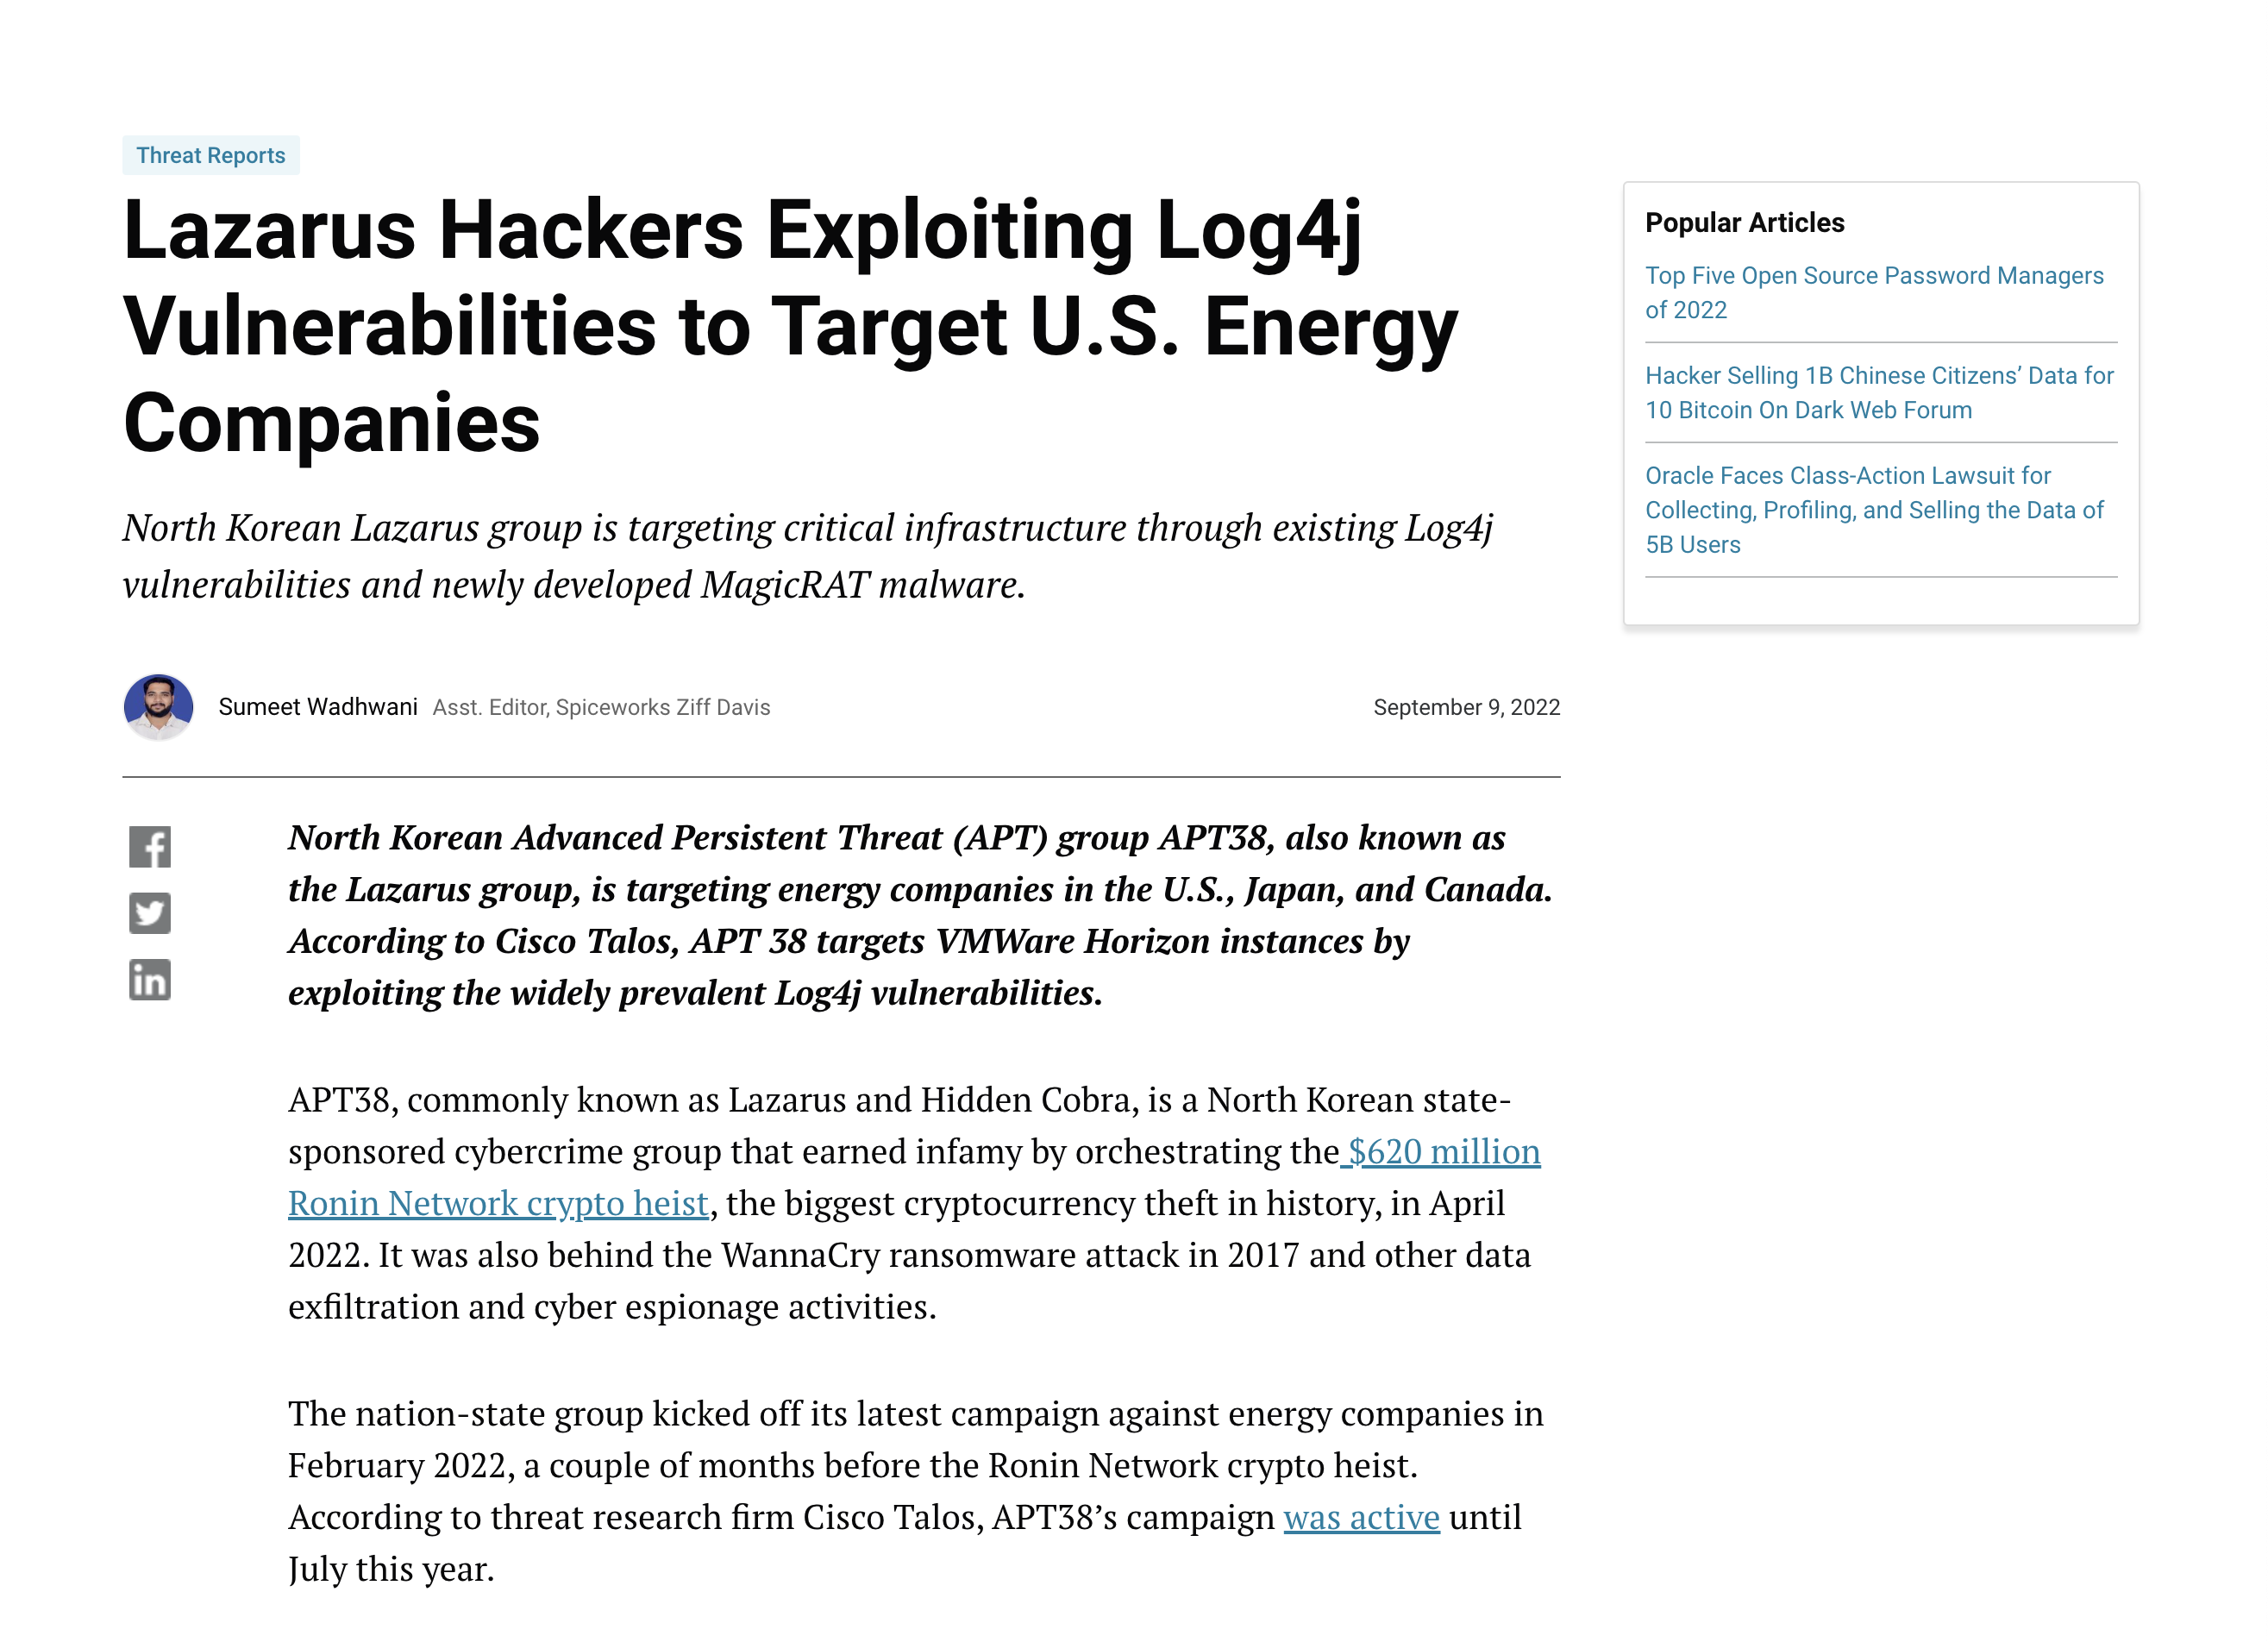 Threat Reports
Lazarus Hackers Exploiting Log4j
Vulnerabilities to Target U.S. Energy
Companies
North Korean Lazarus group is targeting critical infrastructure through existing Log4j
vulnerabilities and newly developed MagicRAT malware.
Sumeet Wadhwani Asst. Editor, Spiceworks Ziff Davis
September 9, 2022
North Korean Advanced Persistent Threat (APT) group APT38, also known as
the Lazarus group, is targeting energy companies in the U.S., Japan, and Canada.
According to Cisco Talos, APT 38 targets VMWare Horizon instances by
exploiting the widely prevalent Log4j vulnerabilities.
APT38, commonly known as Lazarus and Hidden Cobra, is a North Korean state-
sponsored cybercrime group that earned infamy by orchestrating the $620 million
Ronin Network crypto heist, the biggest cryptocurrency theft in history, in April
2022. It was also behind the WannaCry ransomware attack in 2017 and other data
exfiltration and cyber espionage activities.
The nation-state group kicked off its latest campaign against energy companies in
February 2022, a couple of months before the Ronin Network crypto heist.
According to threat research firm Cisco Talos, APT38’s campaign was active until
July this year.
Popular Articles
Top Five Open Source Password Managers
of 2022
Hacker Selling 1B Chinese Citizens’ Data for
10 Bitcoin On Dark Web Forum
Oracle Faces Class-Action Lawsuit for
Collecting, Profiling, and Selling the Data of
5B Users